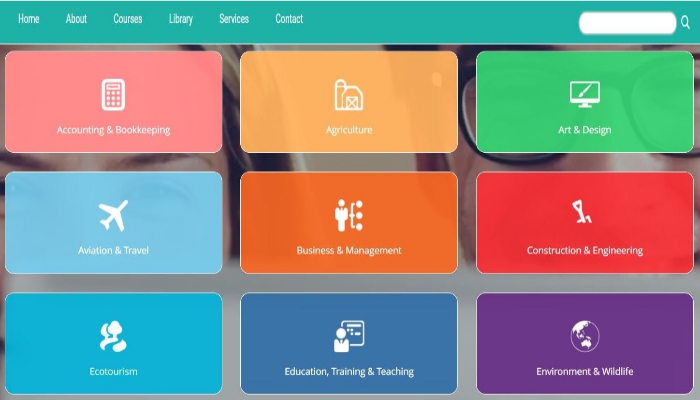 Home About Courses Library Services Contact
Accounting & Bookkeeping Agriculture Art & Design
Aviation & Travel Business & Management Construction & Engineering
Ecotourism Education, Training & Teaching Environment & Wildlife